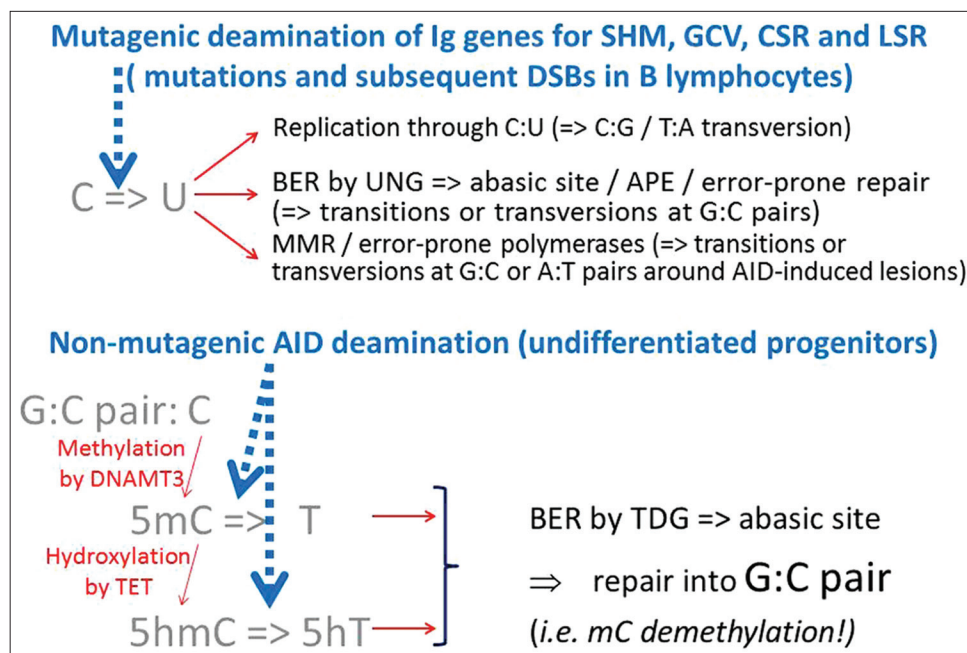 Mutagenic deamination of Ig genes for SHM, GCV, CSR and LSR
( mutations and subsequent DSBs in B lymphocytes)
Replication through C:U (=> C:G / T:A transversion)
C => U
BER by UNG => abasic site / APE / error-prone repair
(=> transitions or transversions at G:C pairs)
MMR / error-prone polymerases (=> transitions or
transversions at G:C or A:T pairs around AID-induced lesions)
Non-mutagenic AID deamination (undifferentiated progenitors)
G:C pair: C
Methylation
by DNAMT3
5mC => T
Hydroxylation
by TET
5hmC => 5hT
BER by TDG => abasic site
⇒ repair into G:C pair
(i.e. mC demethylation!)